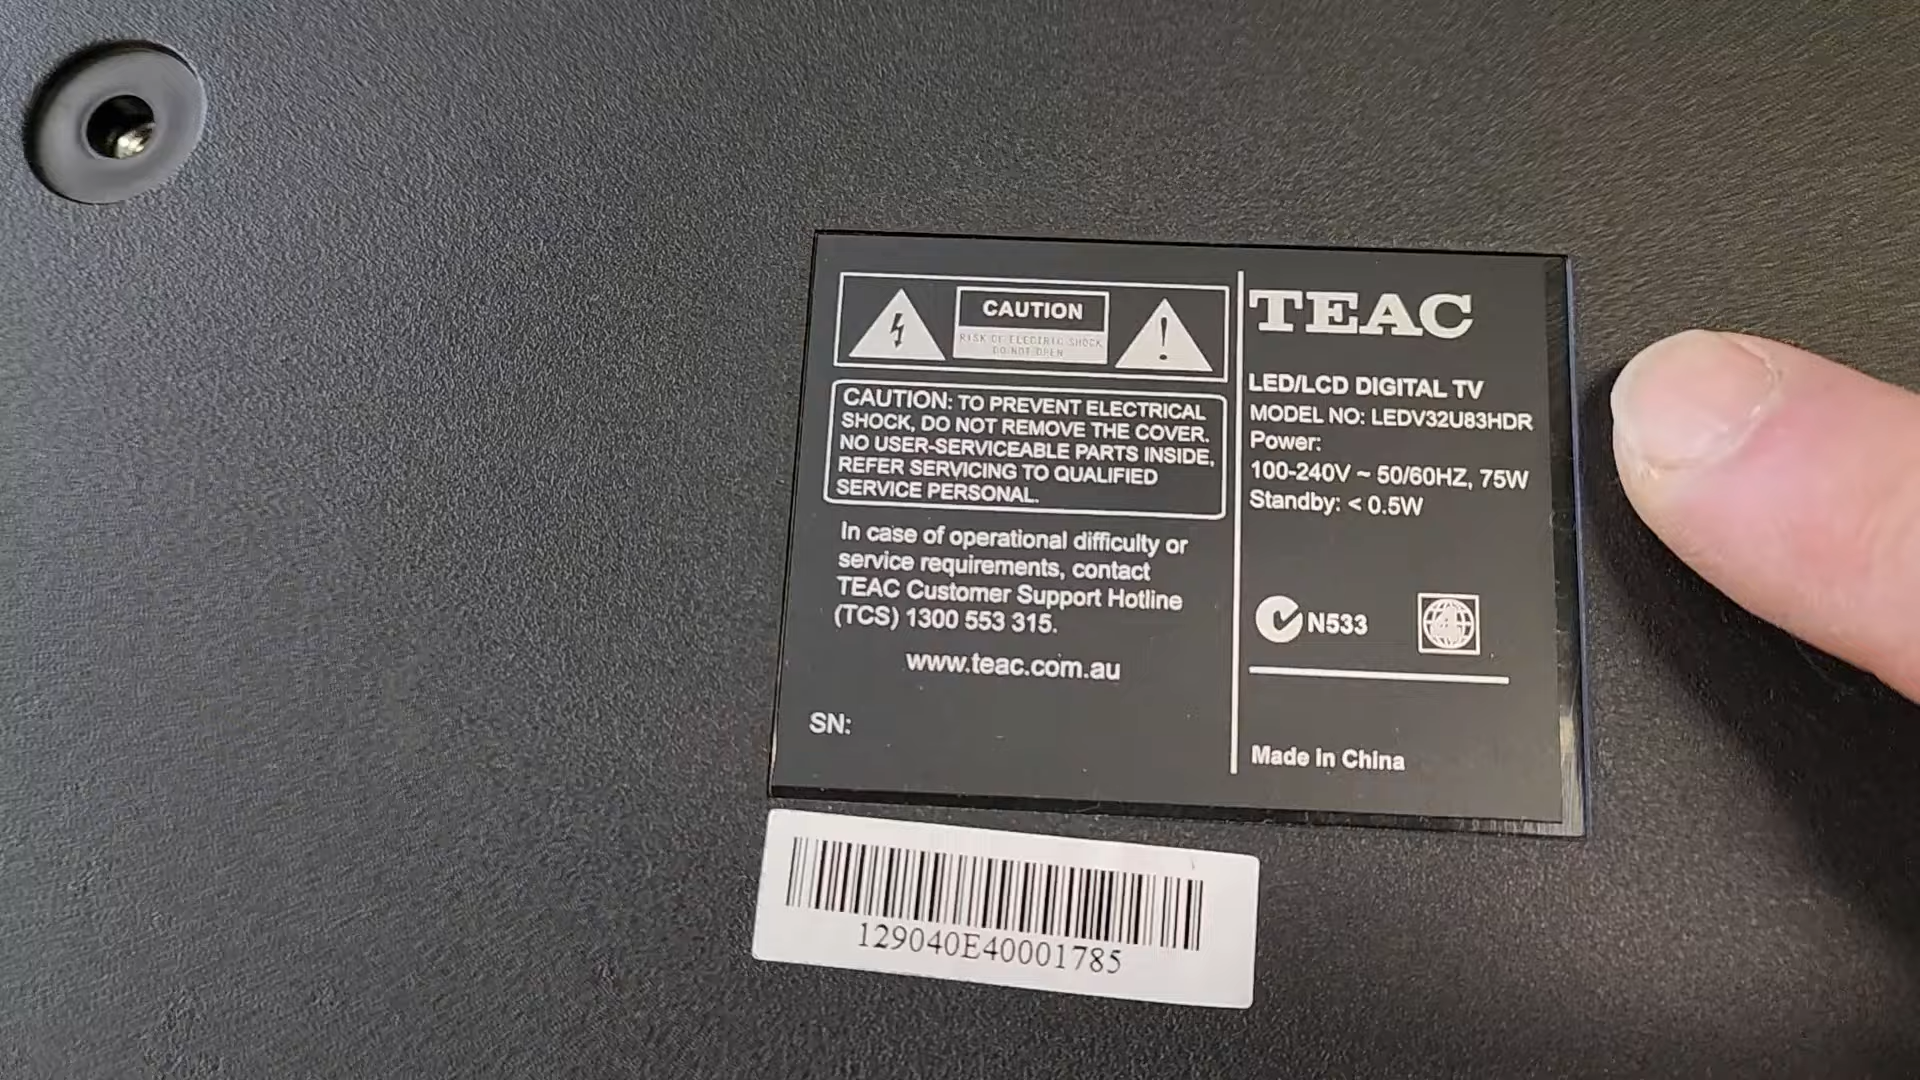 CAUTION
RISK OF ELECTRIC SHOCK
DO NOT OPEN
CAUTION: TO PREVENT ELECTRICAL
SHOCK, DO NOT REMOVE THE COVER.
NO USER-SERVICEABLE PARTS INSIDE,
REFER SERVICING TO QUALIFIED
SERVICE PERSONAL.
In case of operational difficulty or
service requirements, contact
TEAC Customer Support Hotline
(TCS) 1300 553 315.
www.teac.com.au
SN:
TEAC
LED/LCD DIGITAL TV
MODEL NO: LEDV32U83HDR
Power:
100-240V ~ 50/60HZ, 75W
Standby: < 0.5W
N533
4
Made In China
129040E40001785